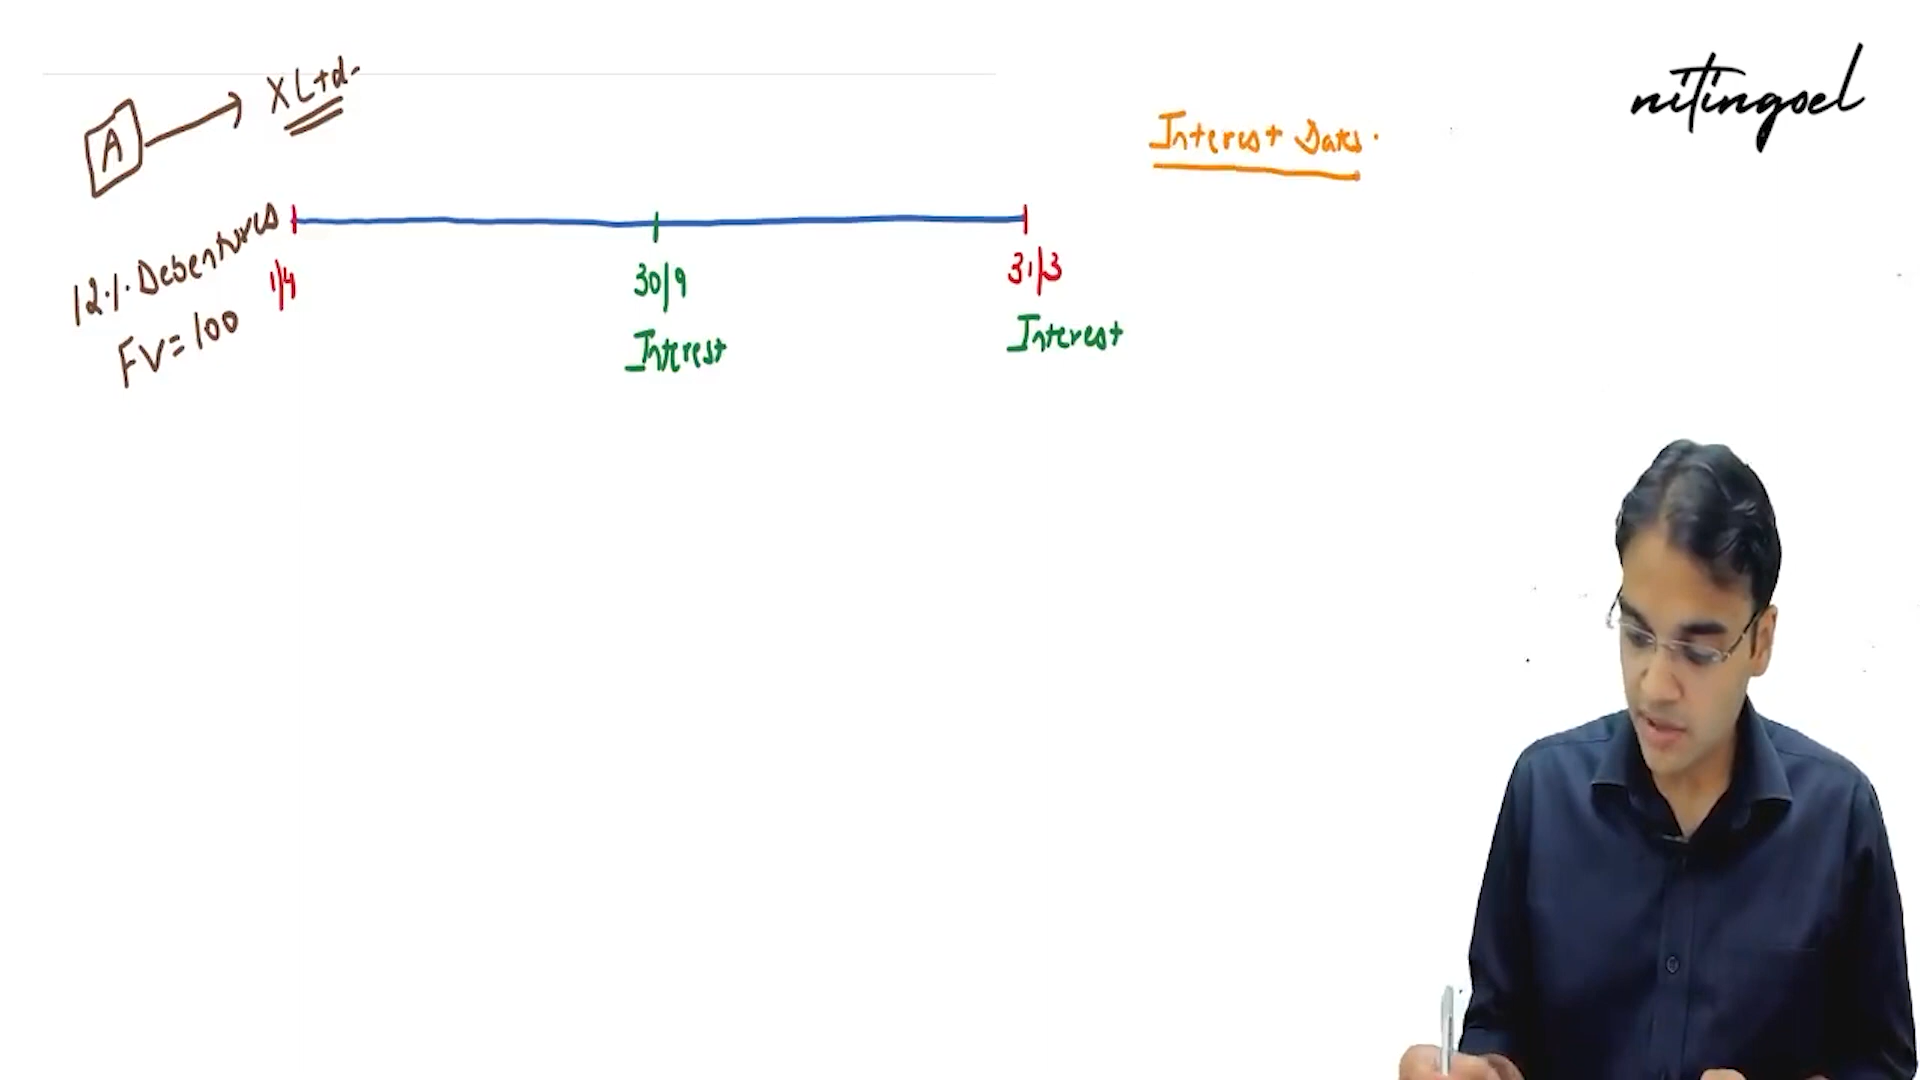 A
X Ltd.
nitingoel
Interest Dates.
12% Debentures
FV=100
1/4
30/9
31/3
Interest
Interest